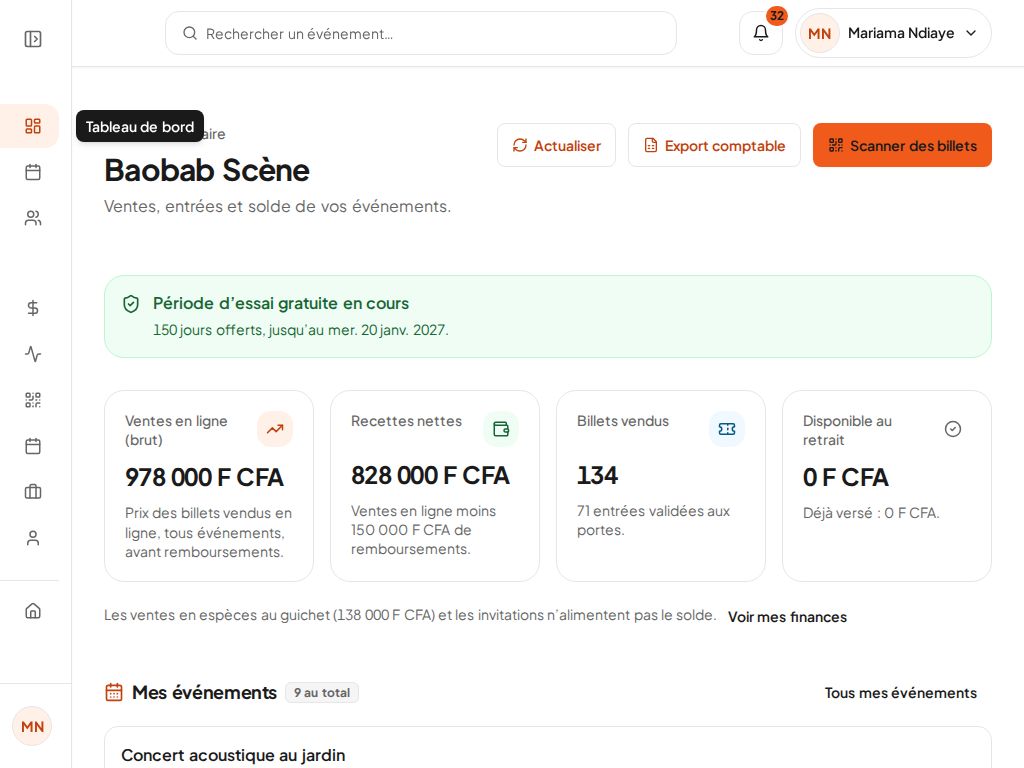 Rechercher un événement…
32
MN
Mariama Ndiaye
Tableau de bord
aire
Actualiser
Export comptable
Scanner des billets
Baobab Scène
Ventes, entrées et solde de vos événements.
Période d’essai gratuite en cours
150 jours offerts, jusqu’au mer. 20 janv. 2027.
Ventes en ligne
(brut)
978 000 F CFA
Prix des billets vendus en
ligne, tous événements,
avant remboursements.
Recettes nettes
828 000 F CFA
Ventes en ligne moins
150 000 F CFA de
remboursements.
Billets vendus
134
71 entrées validées aux
portes.
Disponible au
retrait
0 F CFA
Déjà versé : 0 F CFA.
Les ventes en espèces au guichet (138 000 F CFA) et les invitations n’alimentent pas le solde.
Voir mes finances
Mes événements
9 au total
Tous mes événements
MN
Concert acoustique au jardin